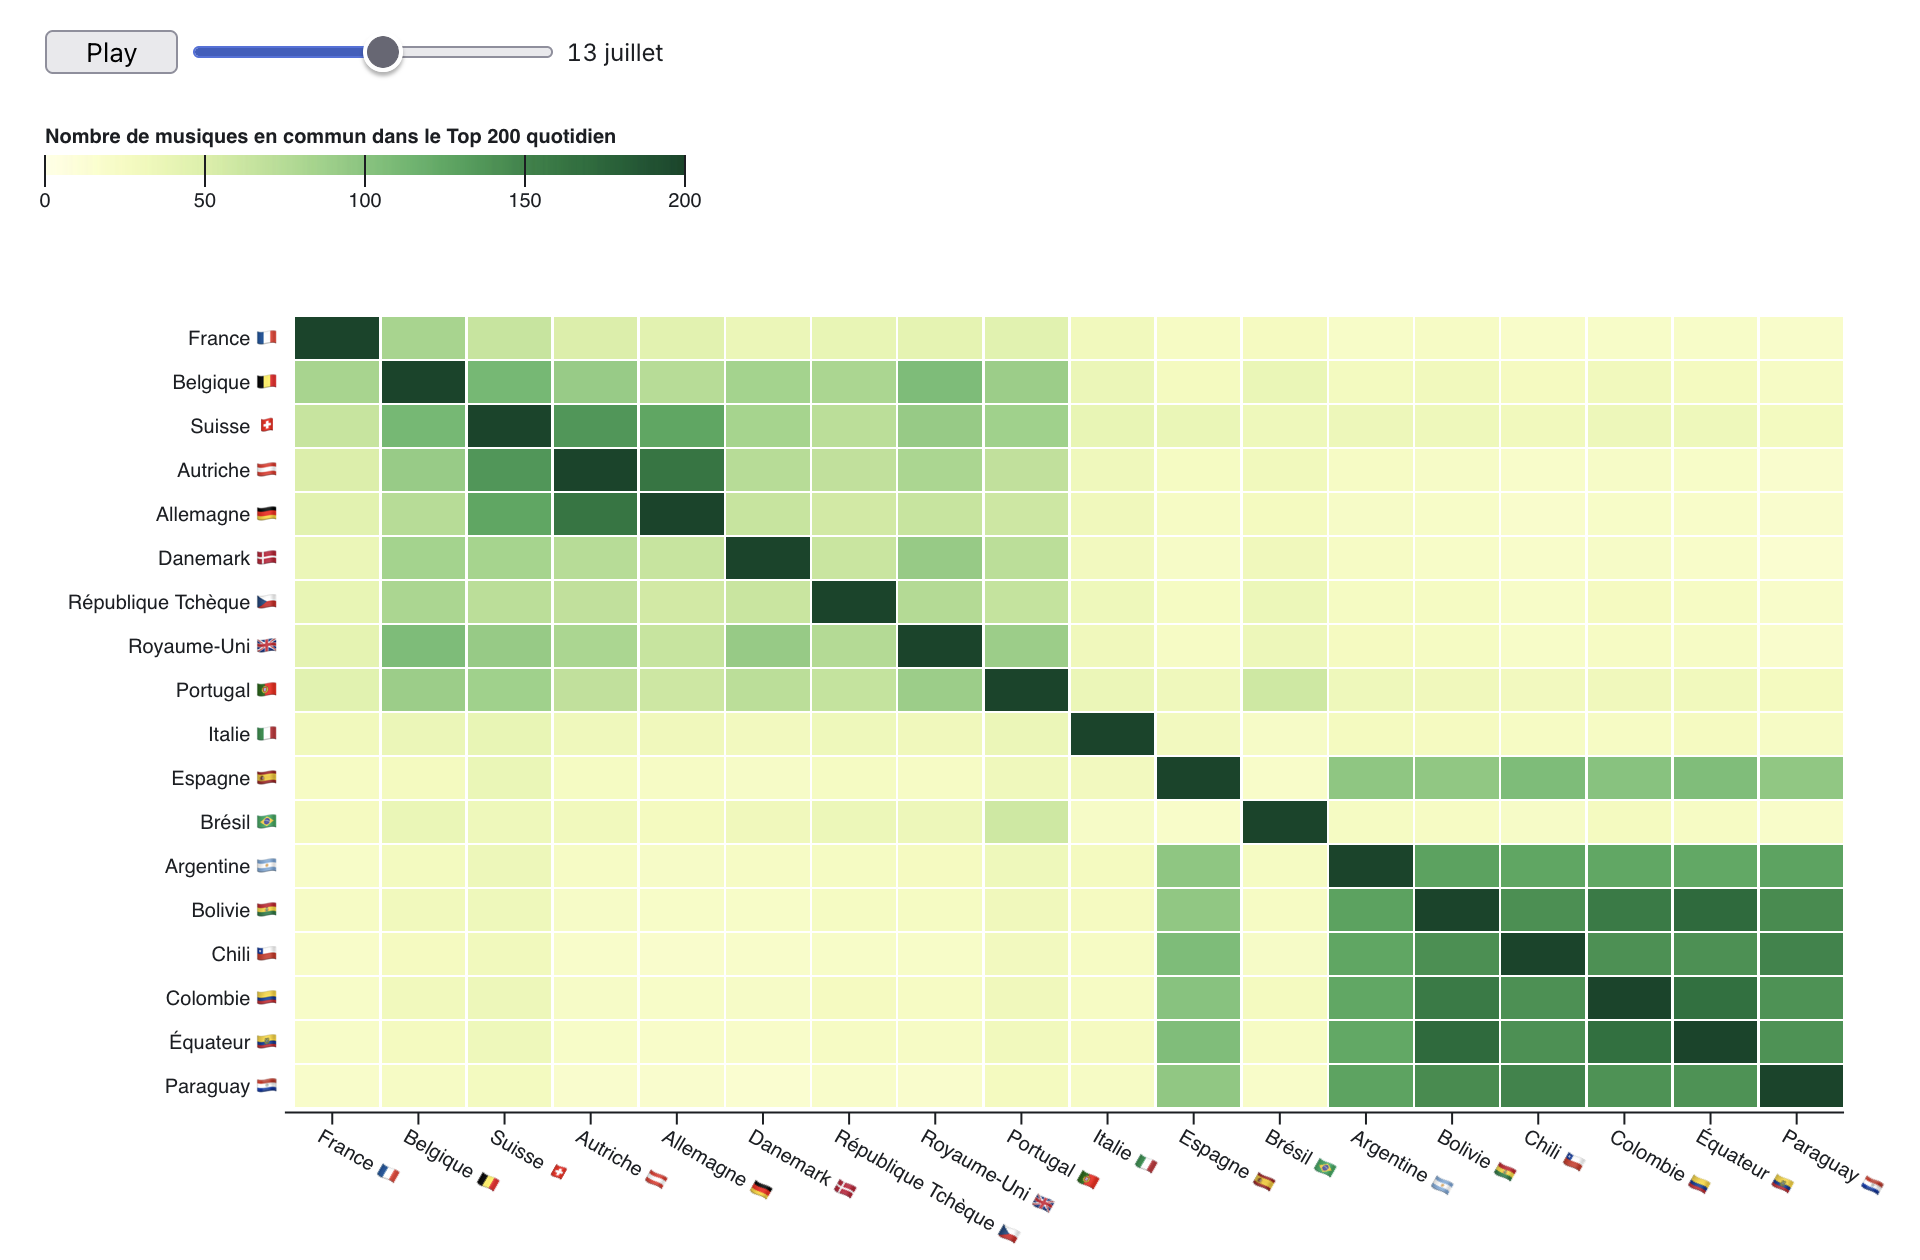 Play
13 juillet
Nombre de musiques en commun dans le Top 200 quotidien
0 50 100 150 200
France
Belgique
Suisse
Autriche
Allemagne
Danemark
République Tchèque
Royaume-Uni
Portugal
Italie
Espagne
Brésil
Argentine
Bolivie
Chili
Colombie
Équateur
Paraguay
France
Belgique
Suisse
Autriche
Allemagne
Danemark
République Tchèque
Royaume-Uni
Portugal
Italie
Espagne
Brésil
Argentine
Bolivie
Chili
Colombie
Équateur
Paraguay